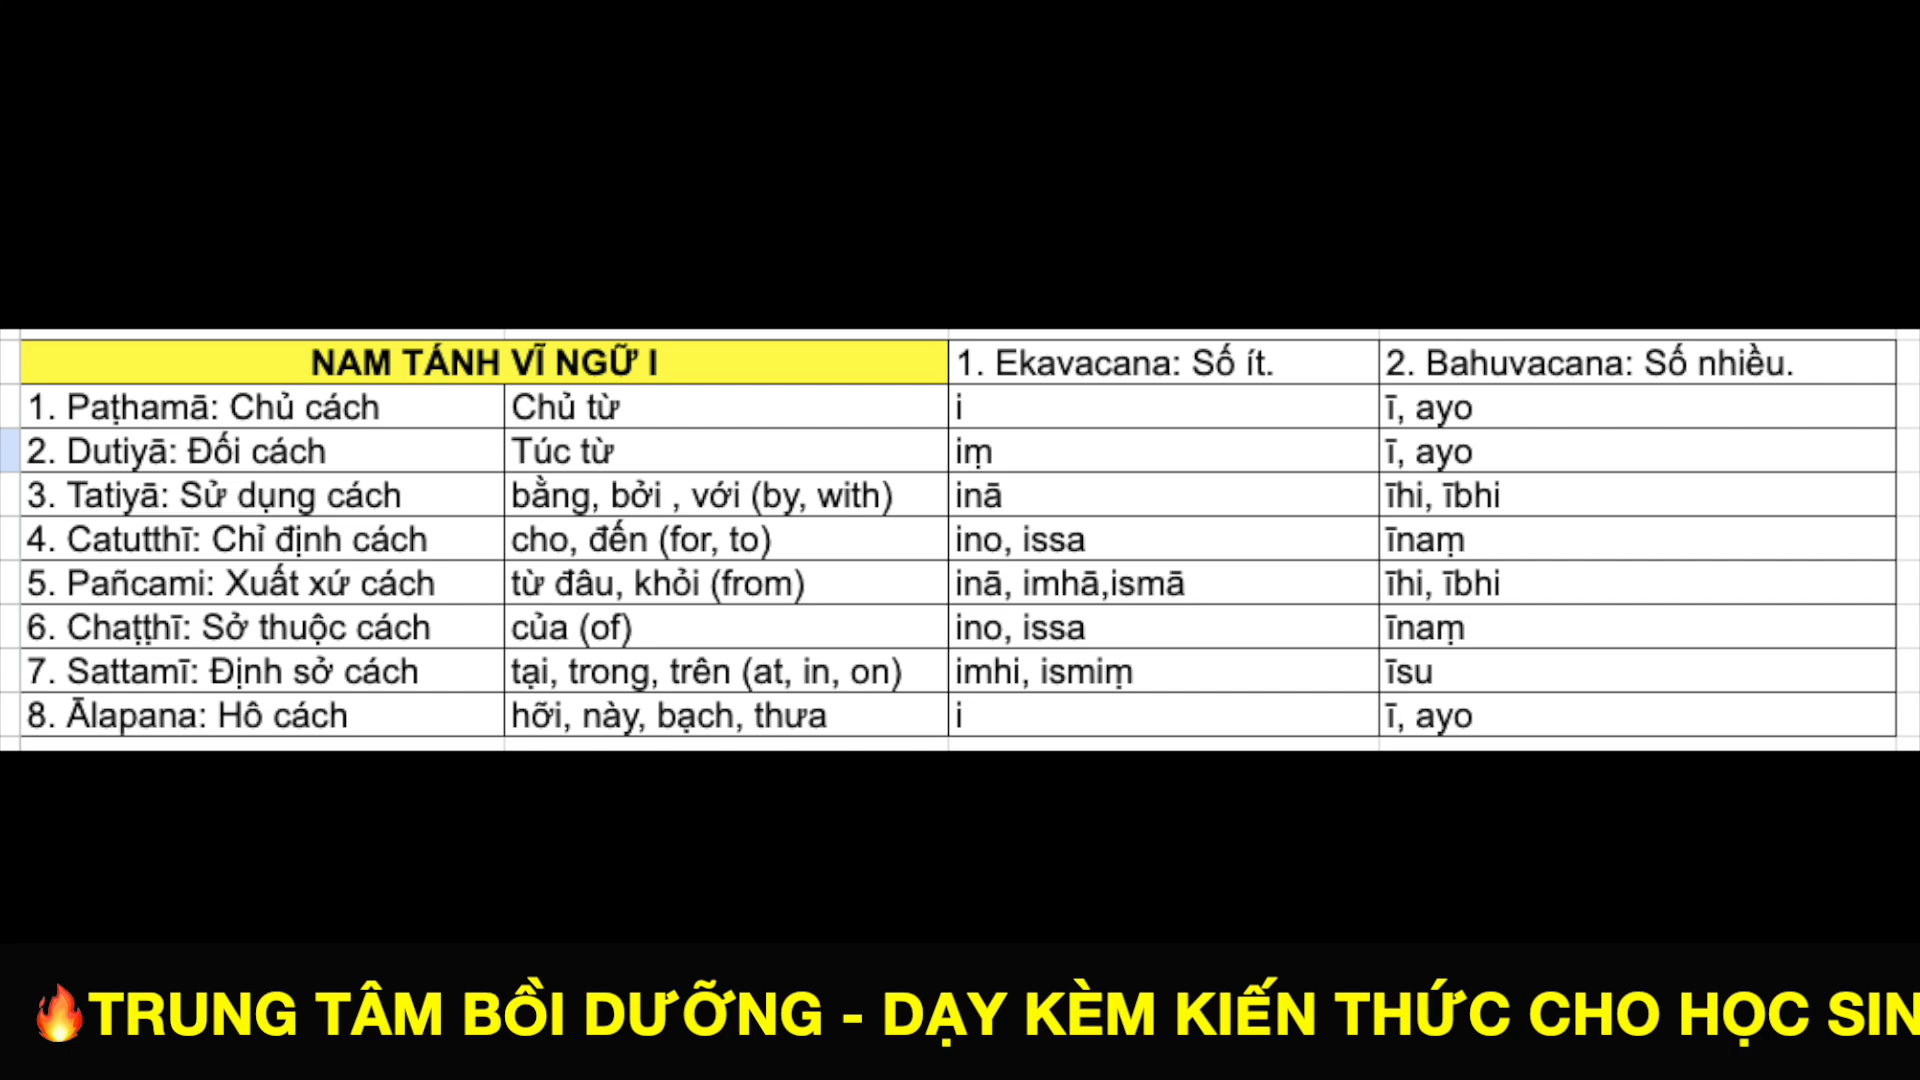 NAM TÁNH VĨ NGỮ I 1. Ekavacana: Số ít. 2. Bahuvacana: Số nhiều.
1. Paṭhamā: Chủ cách Chủ từ i ī, ayo
2. Dutiyā: Đối cách Túc từ iṃ ī, ayo
3. Tatiyā: Sử dụng cách bằng, bởi , với (by, with) inā īhi, ībhi
4. Catutthī: Chỉ định cách cho, đến (for, to) ino, issa īnaṃ
5. Pañcami: Xuất xứ cách từ đâu, khỏi (from) inā, imhā,ismā īhi, ībhi
6. Chaṭṭhī: Sở thuộc cách của (of) ino, issa īnaṃ
7. Sattamī: Định sở cách tại, trong, trên (at, in, on) imhi, ismiṃ īsu
8. Ālapana: Hô cách hỡi, này, bạch, thưa i ī, ayo
🔥TRUNG TÂM BỒI DƯỠNG - DẠY KÈM KIẾN THỨC CHO HỌC SIN